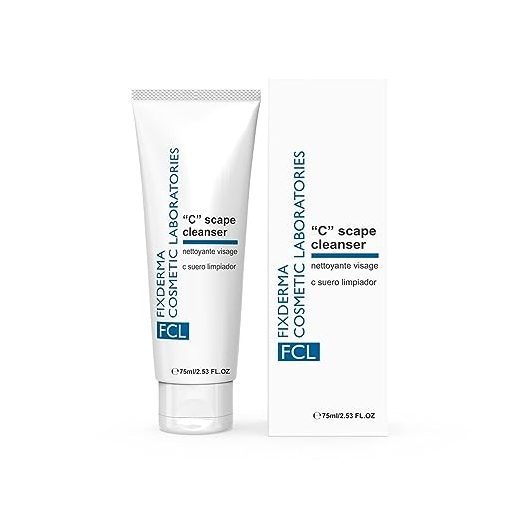 FIXDERMA
COSMETIC LABORATORIES
FCL
"C" scape
cleanser
nettoyante visage
c suero limpiador
℮75ml/2.53 FL.OZ
FIXDERMA
COSMETIC LABORATORIES
FCL
"C" scape
cleanser
nettoyante visage
c suero limpiador
℮75ml/2.53 FL.OZ